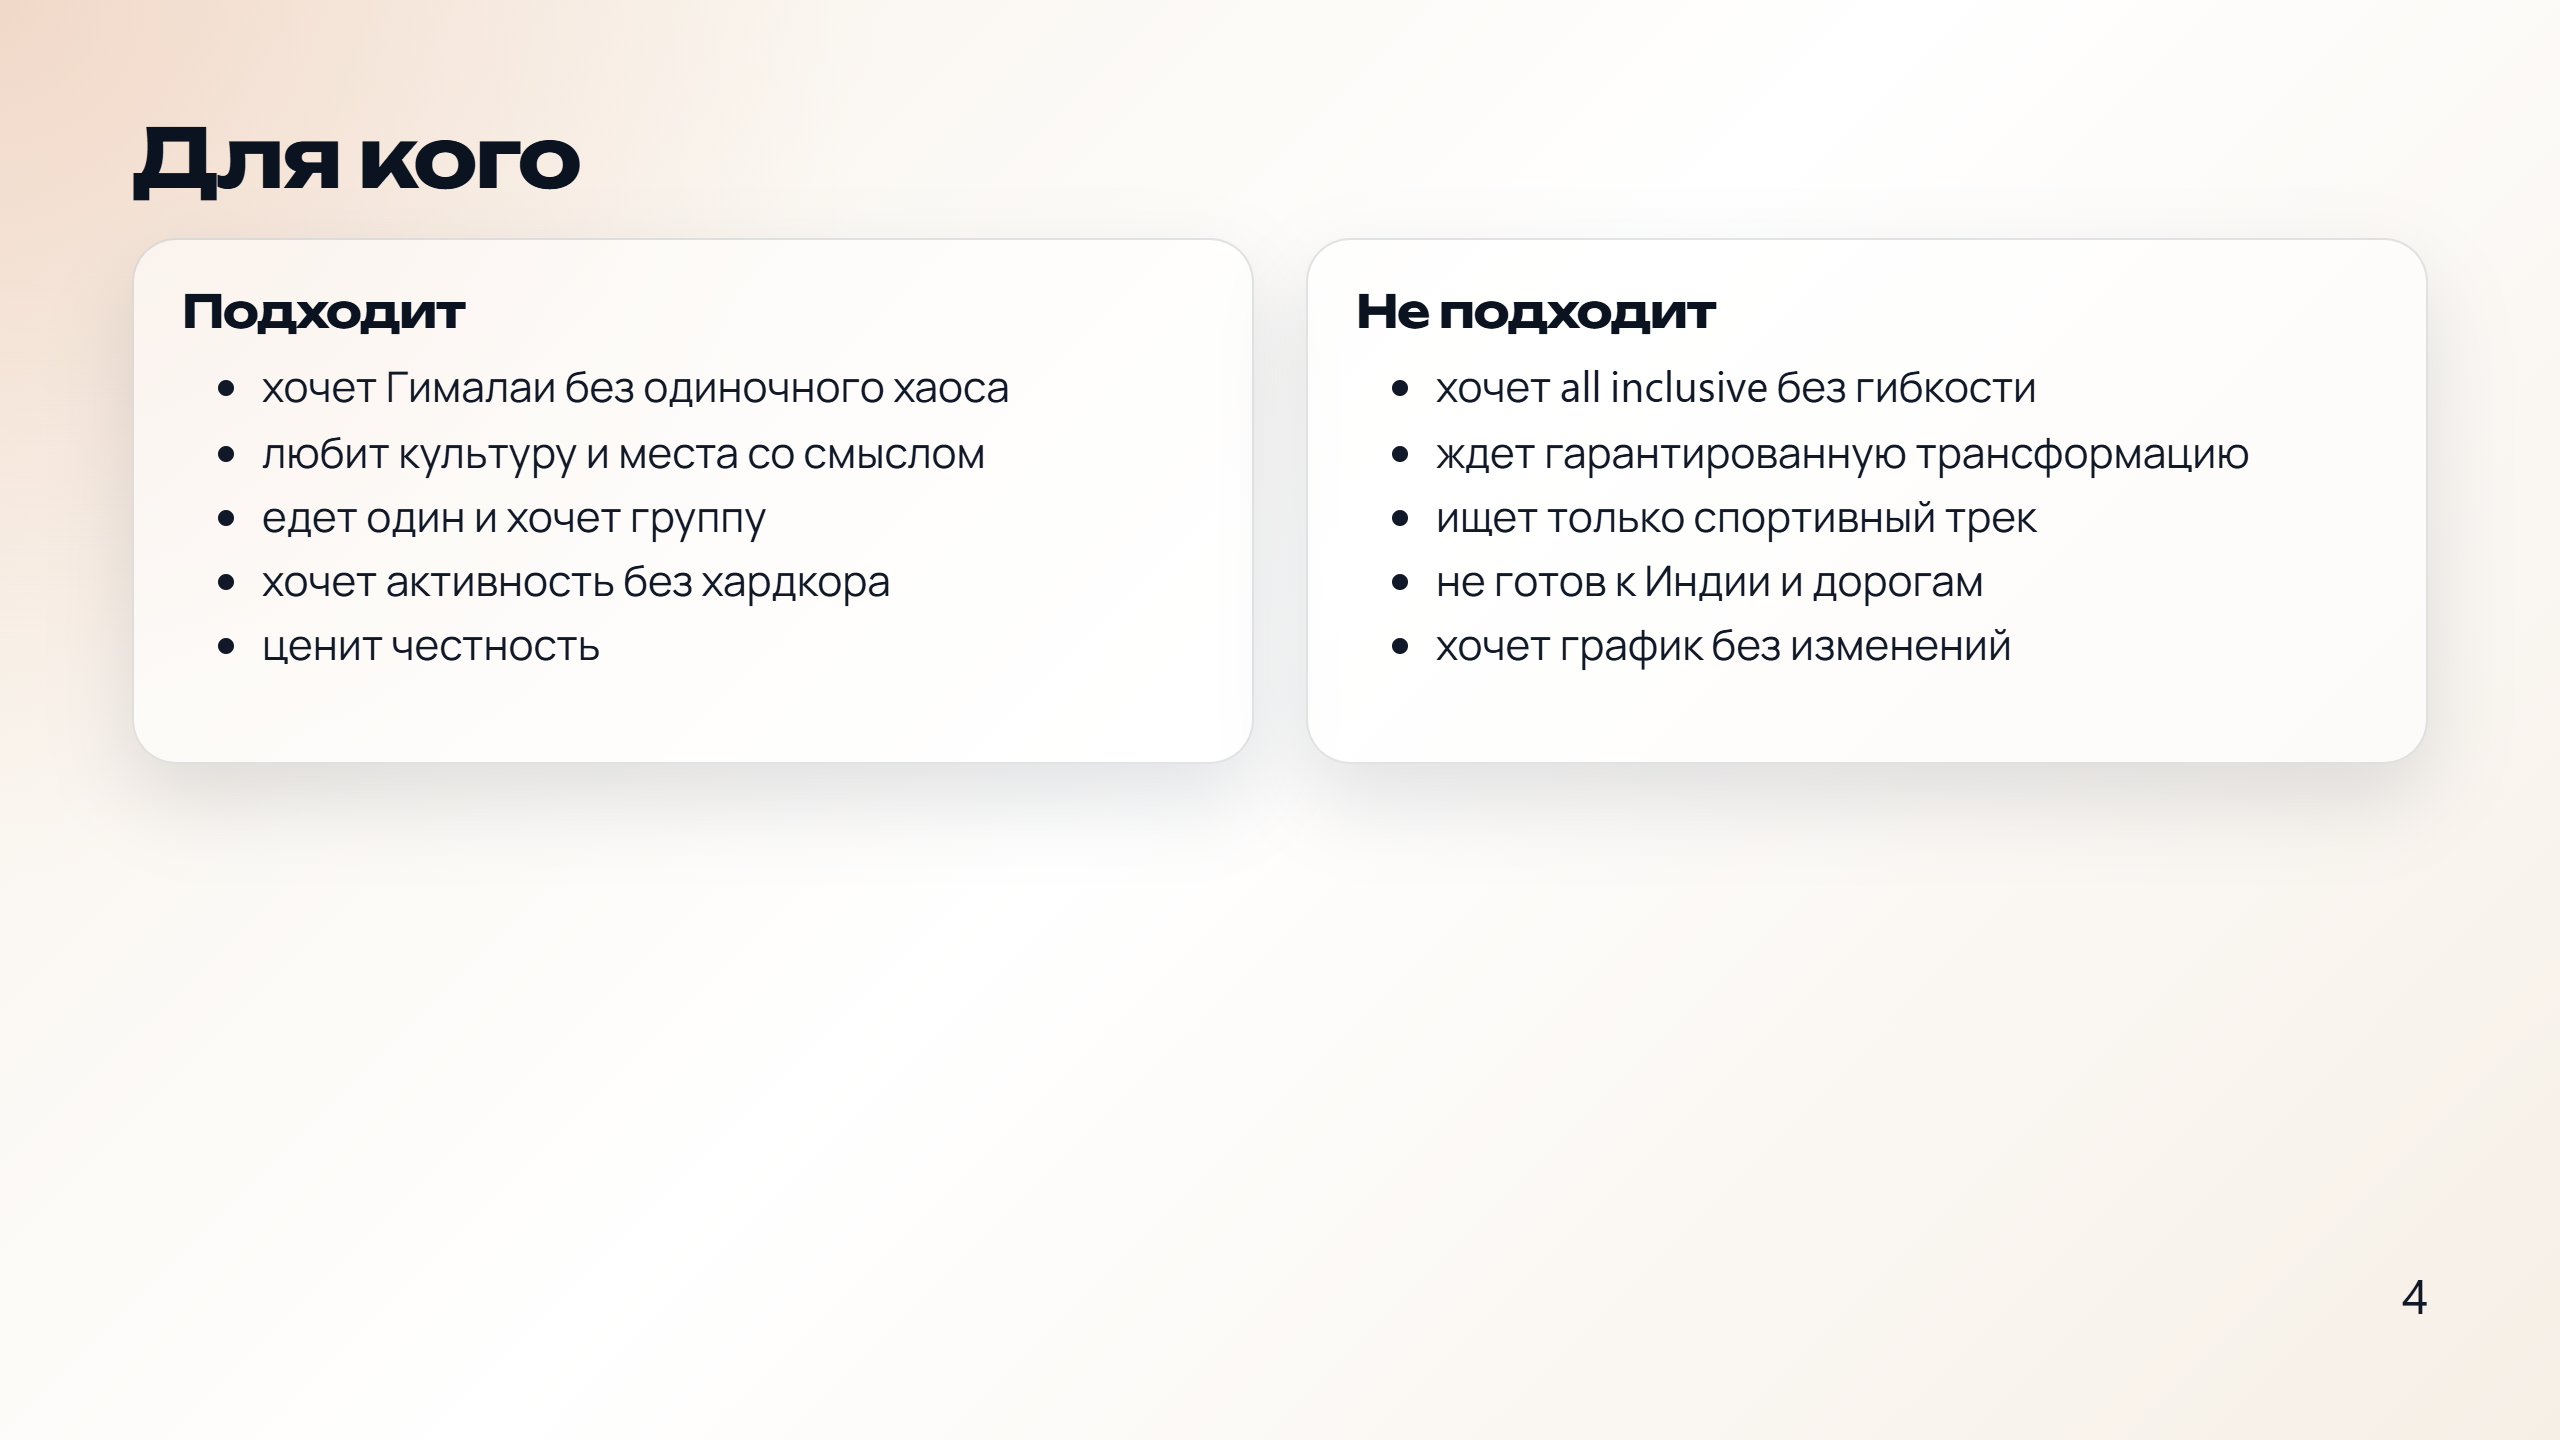 Для кого
Подходит
хочет Гималаи без одиночного хаоса
любит культуру и места со смыслом
едет один и хочет группу
хочет активность без хардкора
ценит честность
Не подходит
хочет all inclusive без гибкости
ждет гарантированную трансформацию
ищет только спортивный трек
не готов к Индии и дорогам
хочет график без изменений
4